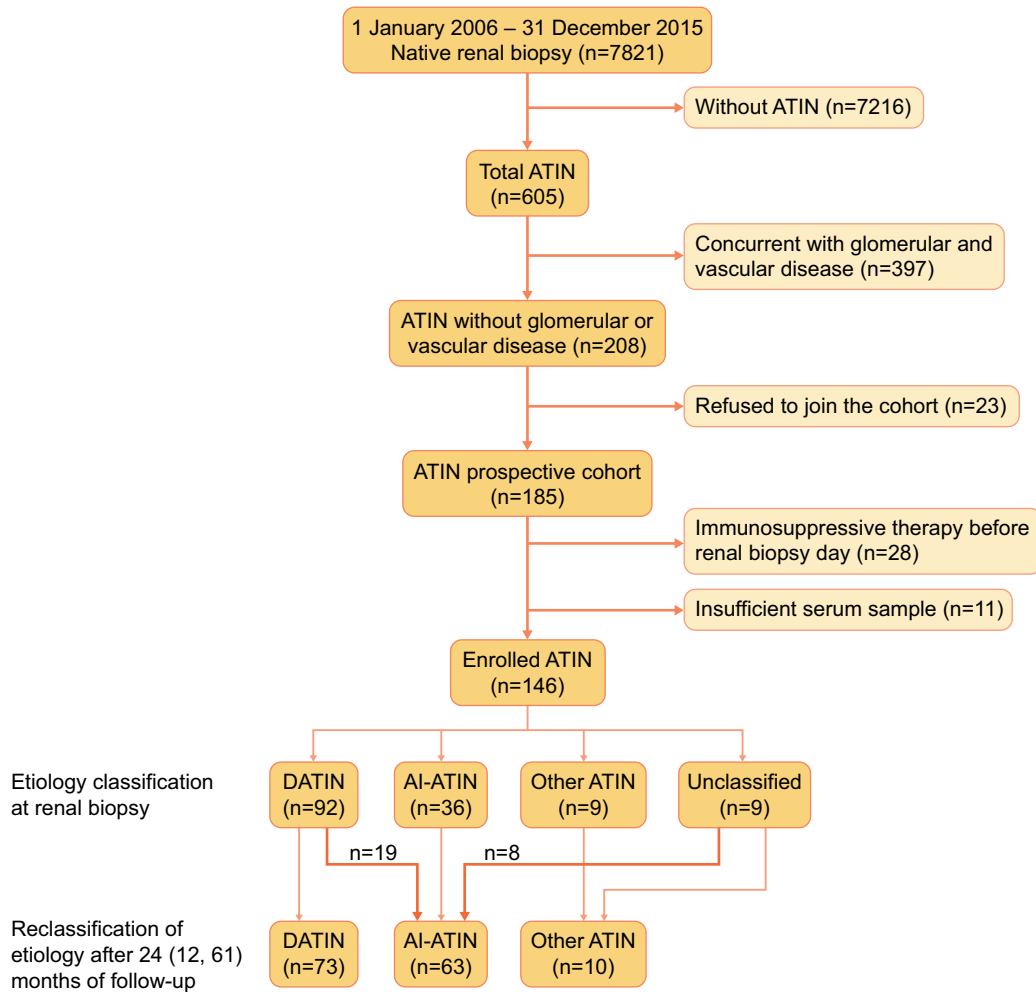 1 January 2006 – 31 December 2015
Native renal biopsy (n=7821)
Without ATIN (n=7216)
Total ATIN
(n=605)
Concurrent with glomerular and
vascular disease (n=397)
ATIN without glomerular or
vascular disease (n=208)
Refused to join the cohort (n=23)
ATIN prospective cohort
(n=185)
Immunosuppressive therapy before
renal biopsy day (n=28)
Insufficient serum sample (n=11)
Enrolled ATIN
(n=146)
Etiology classification
at renal biopsy
DATIN
(n=92)
AI-ATIN
(n=36)
Other ATIN
(n=9)
Unclassified
(n=9)
n=19
n=8
Reclassification of
etiology after 24 (12, 61)
months of follow-up
DATIN
(n=73)
AI-ATIN
(n=63)
Other ATIN
(n=10)